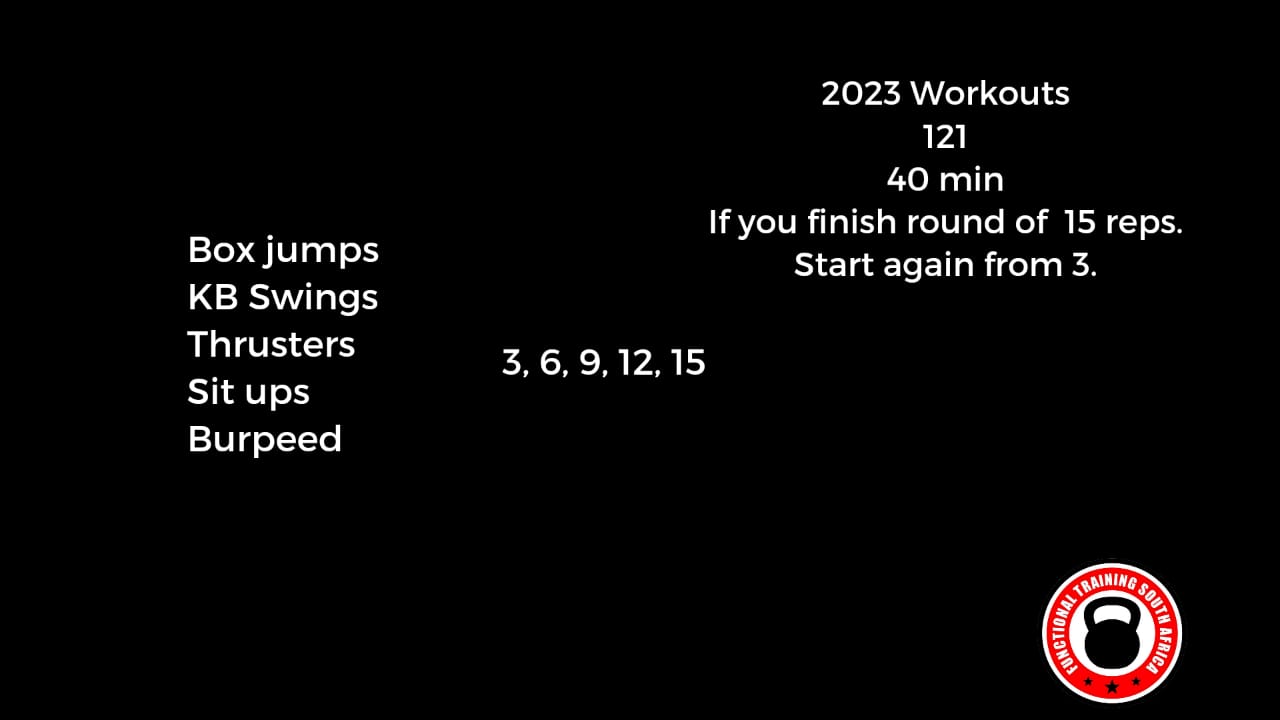 2023 Workouts
121
40 min
If you finish round of 15 reps.
Start again from 3.
Box jumps
KB Swings
Thrusters
Sit ups
Burpeed
3, 6, 9, 12, 15
FUNCTIONAL TRAINING SOUTH AFRICA